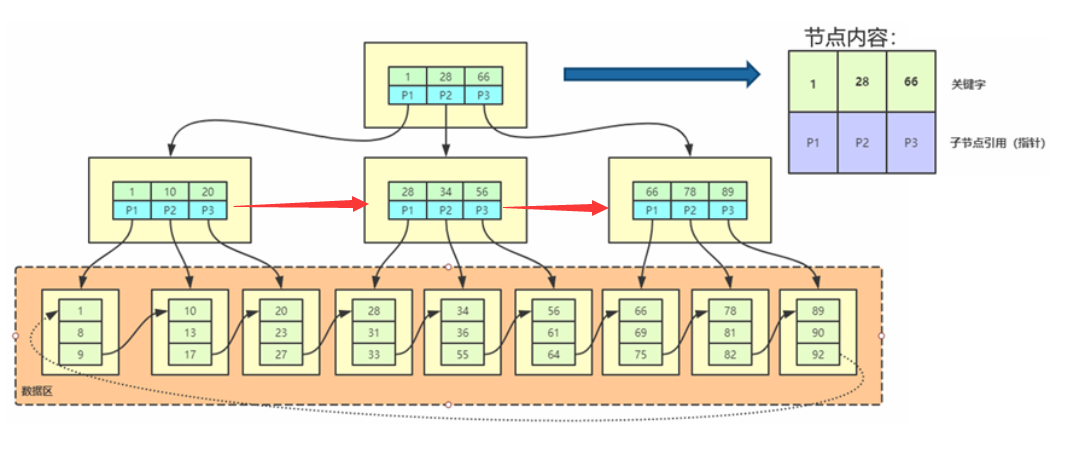 节点内容：
1 28 66
P1 P2 P3
1 28 66 关键字
P1 P2 P3 子节点引用（指针）
1 10 20
P1 P2 P3
28 34 56
P1 P2 P3
66 78 89
P1 P2 P3
1 10 20 28 34 56 66 78 89
8 13 23 31 36 61 69 81 90
9 17 27 33 55 64 75 82 92
数据区